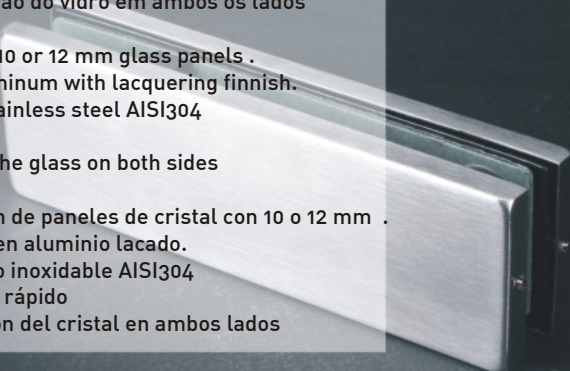 ão do vidro em ambos os lados
10 or 12 mm glass panels .
minum with lacquering finnish.
ainless steel AISI304
he glass on both sides
n de paneles de cristal con 10 o 12 mm .
en aluminio lacado.
o inoxidable AISI304
rápido
ón del cristal en ambos lados